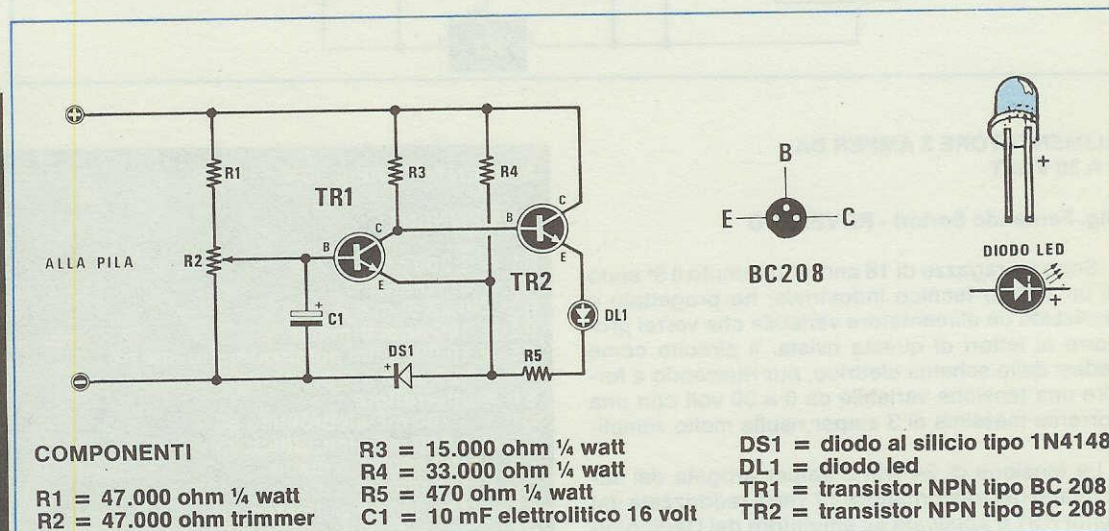 R1
R3
R4
TR1
C
B
E
ALLA PILA
R2
B
C
E
TR2
C1
DS1
+
R5
DL1
B
E
C
BC208
+
DIODO LED
+
COMPONENTI
R1 = 47.000 ohm ¼ watt
R2 = 47.000 ohm trimmer
R3 = 15.000 ohm ¼ watt
R4 = 33.000 ohm ¼ watt
R5 = 470 ohm ¼ watt
C1 = 10 mF elettrolitico 16 volt
DS1 = diodo al silicio tipo 1N4148
DL1 = diodo led
TR1 = transistor NPN tipo BC 208
TR2 = transistor NPN tipo BC 208